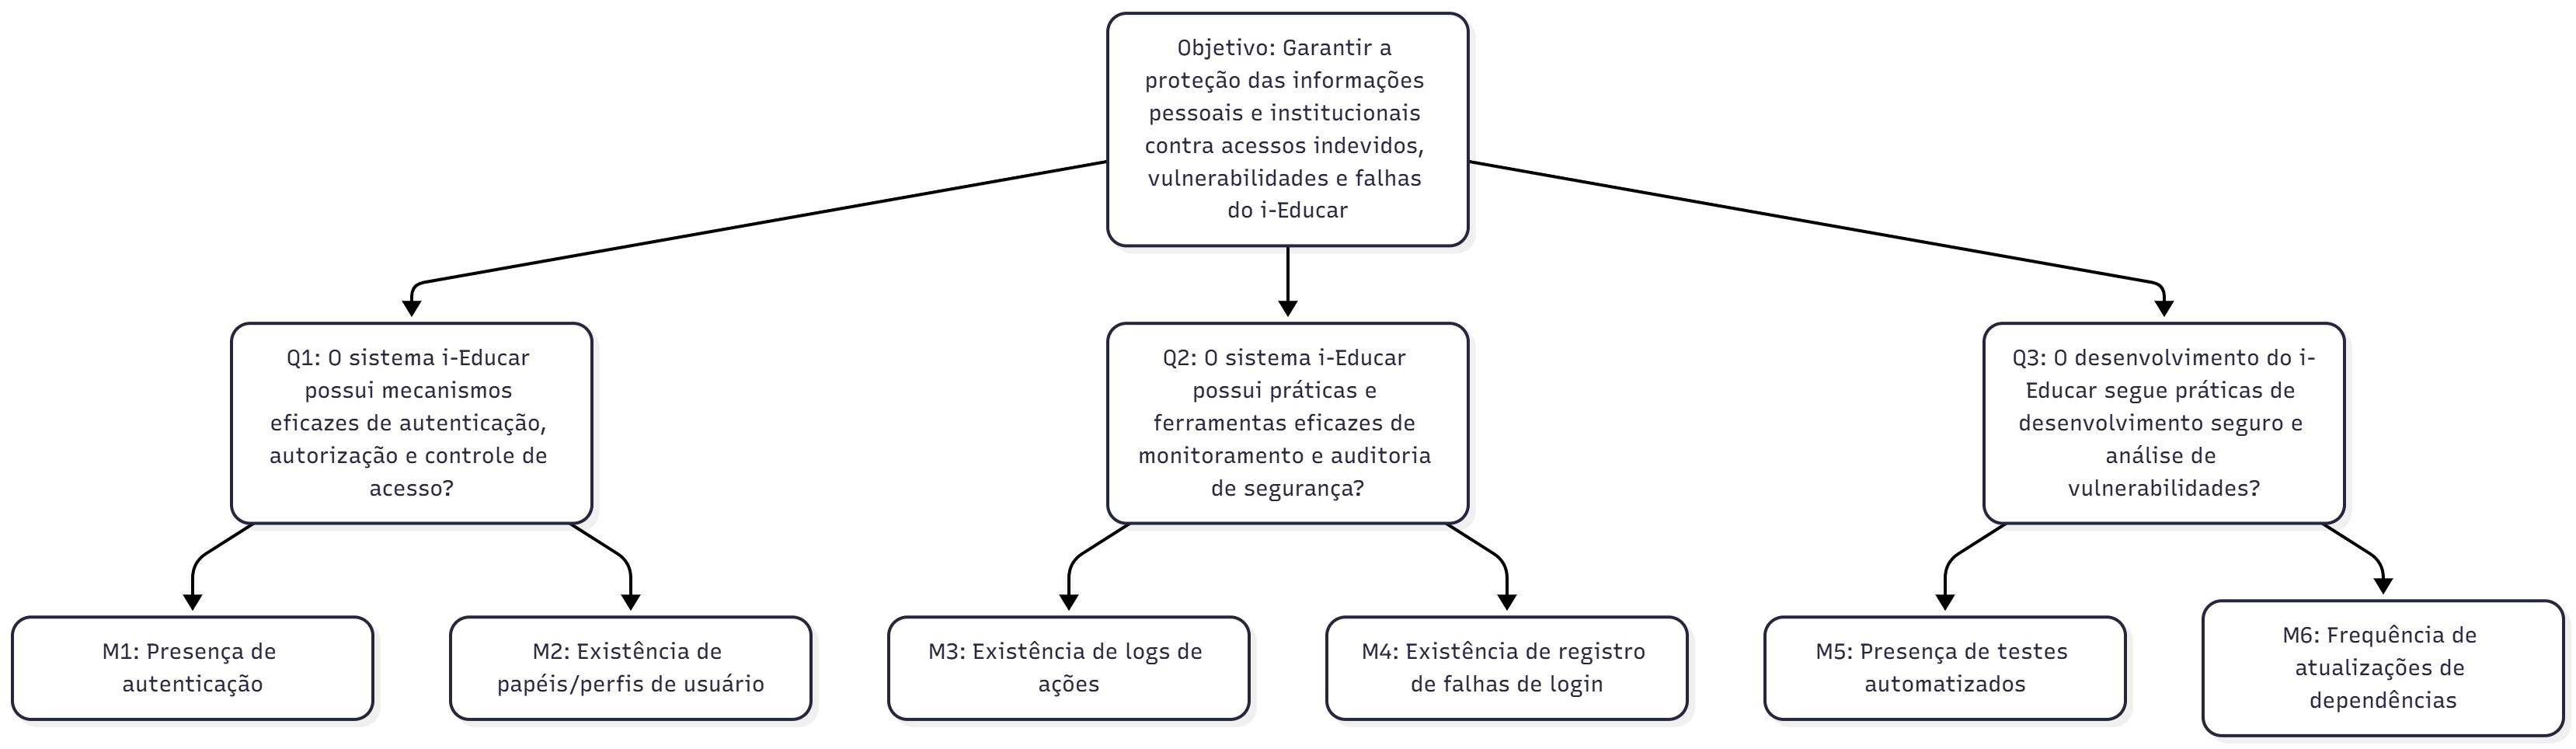 Objetivo: Garantir a
proteção das informações
pessoais e institucionais
contra acessos indevidos,
vulnerabilidades e falhas
do i-Educar
Q1: O sistema i-Educar
possui mecanismos
eficazes de autenticação,
autorização e controle de
acesso?
Q2: O sistema i-Educar
possui práticas e
ferramentas eficazes de
monitoramento e auditoria
de segurança?
Q3: O desenvolvimento do i-
Educar segue práticas de
desenvolvimento seguro e
análise de
vulnerabilidades?
M1: Presença de
autenticação
M2: Existência de
papéis/perfis de usuário
M3: Existência de logs de
ações
M4: Existência de registro
de falhas de login
M5: Presença de testes
automatizados
M6: Frequência de
atualizações de
dependências